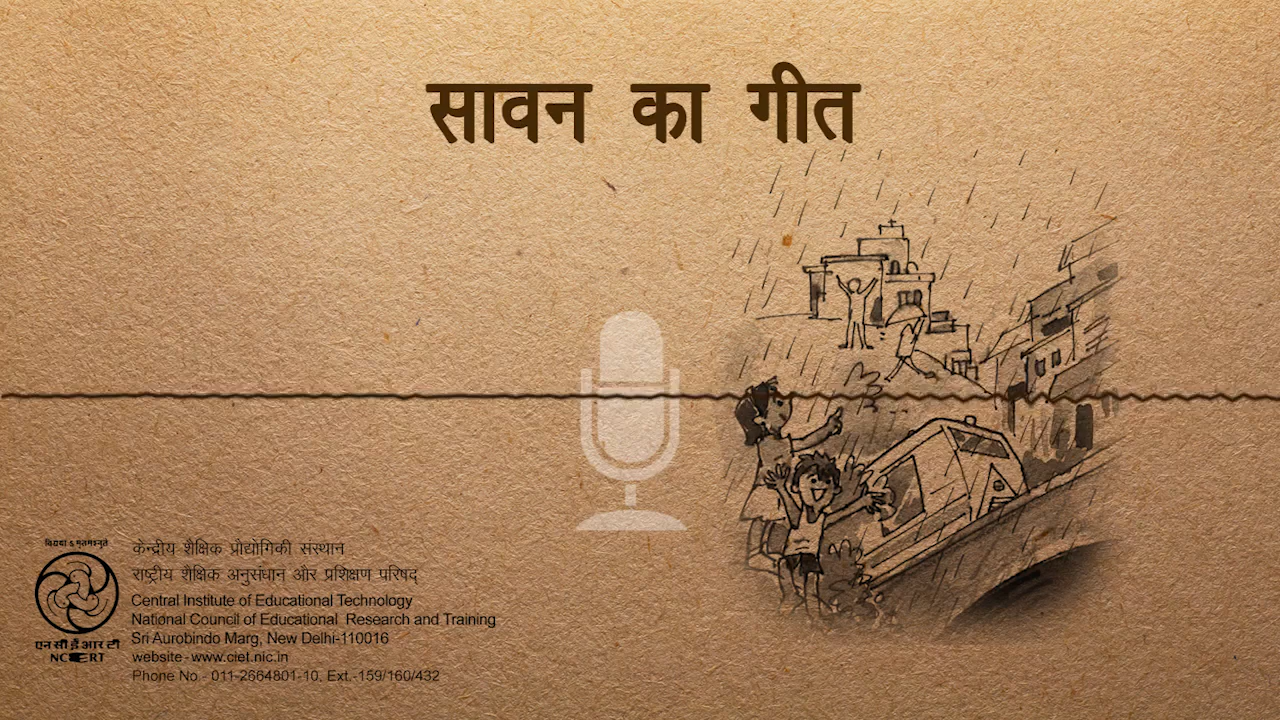 सावन का गीत
विद्यया ऽ मृतमश्नुते
एन सी ई आर टी
NCERT
केन्द्रीय शैक्षिक प्रौद्योगिकी संस्थान
राष्ट्रीय शैक्षिक अनुसंधान और प्रशिक्षण परिषद्
Central Institute of Educational Technology
National Council of Educational Research and Training
Sri Aurobindo Marg, New Delhi-110016
website - www.ciet.nic.in
Phone No.- 011-2664801-10, Ext.-159/160/432